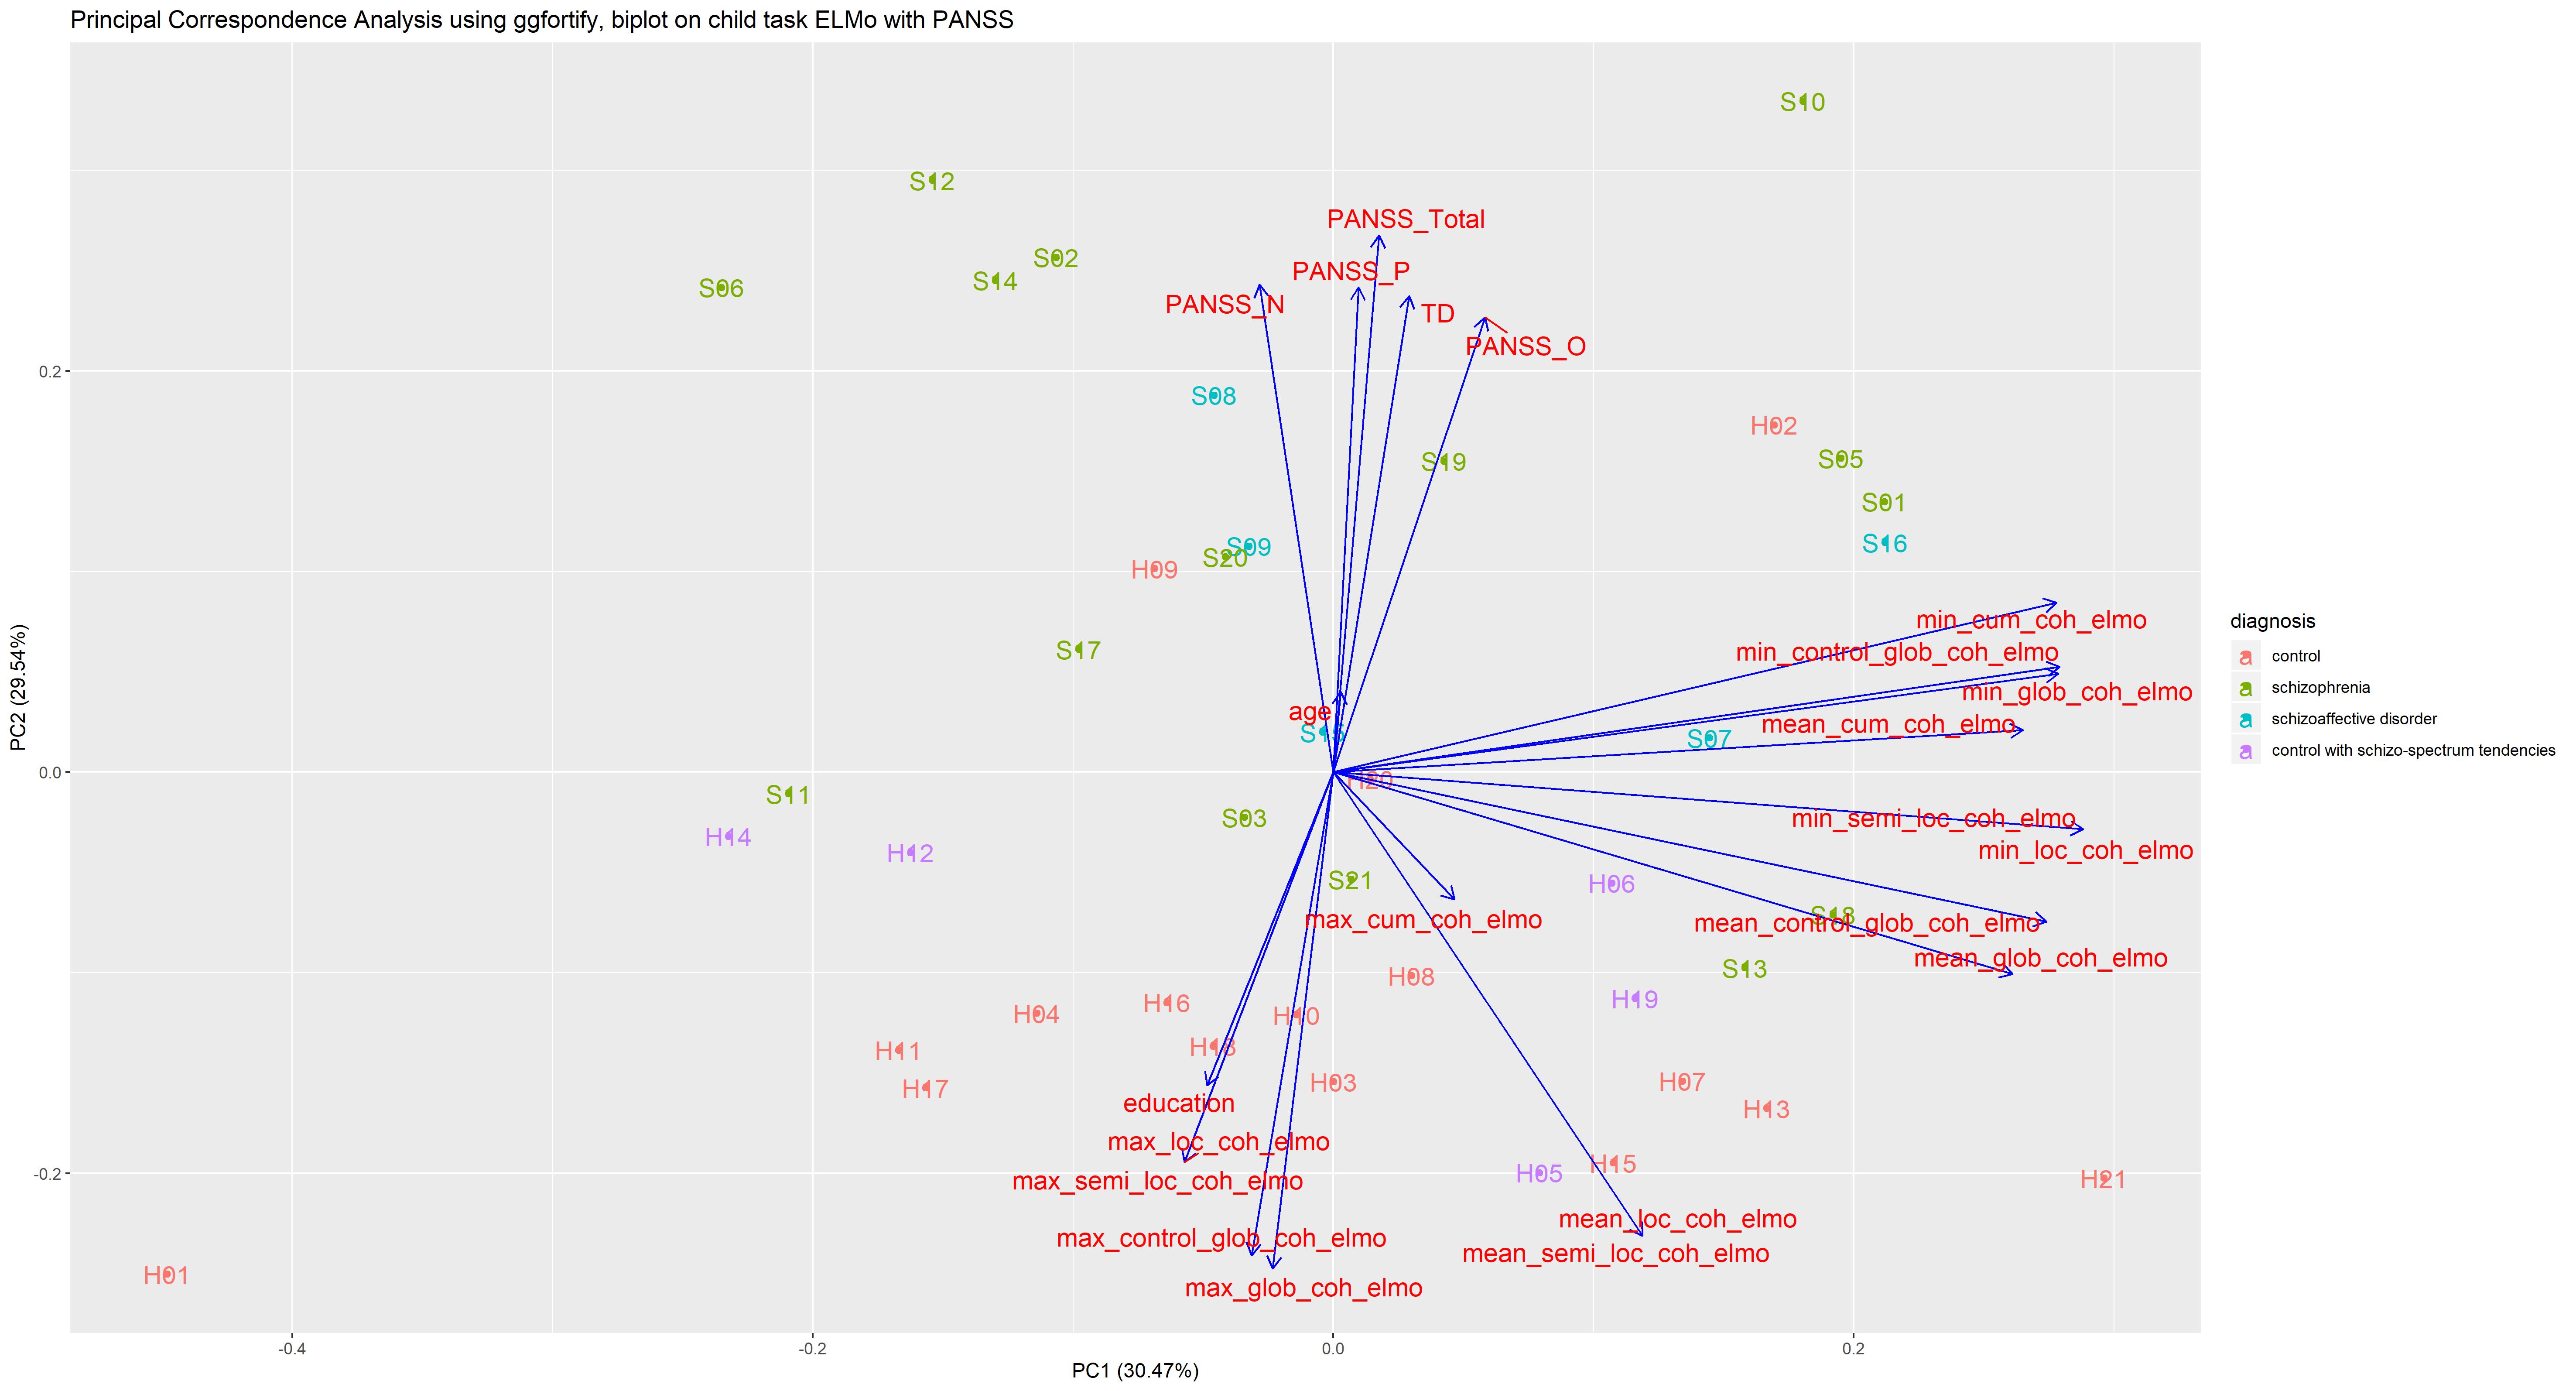 Principal Correspondence Analysis using ggfortify, biplot on child task ELMo with PANSS
S10
S12
PANSS_Total
S02
PANSS_P
S14
S06
PANSS_N
TD
PANSS_O
0.2
S08
H02
S19
S05
S01
S09
S16
S20
H09
min_cum_coh_elmo
diagnosis
S17
min_control_glob_coh_elmo
control
min_glob_coh_elmo
schizophrenia
age
mean_cum_coh_elmo
schizoaffective disorder
S15
S07
control with schizo-spectrum tendencies
PC2 (29.54%)
0.0
H20
S11
S03
min_semi_loc_coh_elmo
H14
H12
min_loc_coh_elmo
S21
H06
max_cum_coh_elmo
S18
mean_control_glob_coh_elmo
mean_glob_coh_elmo
S13
H08
H19
H16
H04
H10
H11
H18
H03
H07
H17
education
H13
max_loc_coh_elmo
H15
-0.2
H05
H21
max_semi_loc_coh_elmo
mean_loc_coh_elmo
max_control_glob_coh_elmo
mean_semi_loc_coh_elmo
H01
max_glob_coh_elmo
-0.4
-0.2
0.0
0.2
PC1 (30.47%)
a
a
a
a